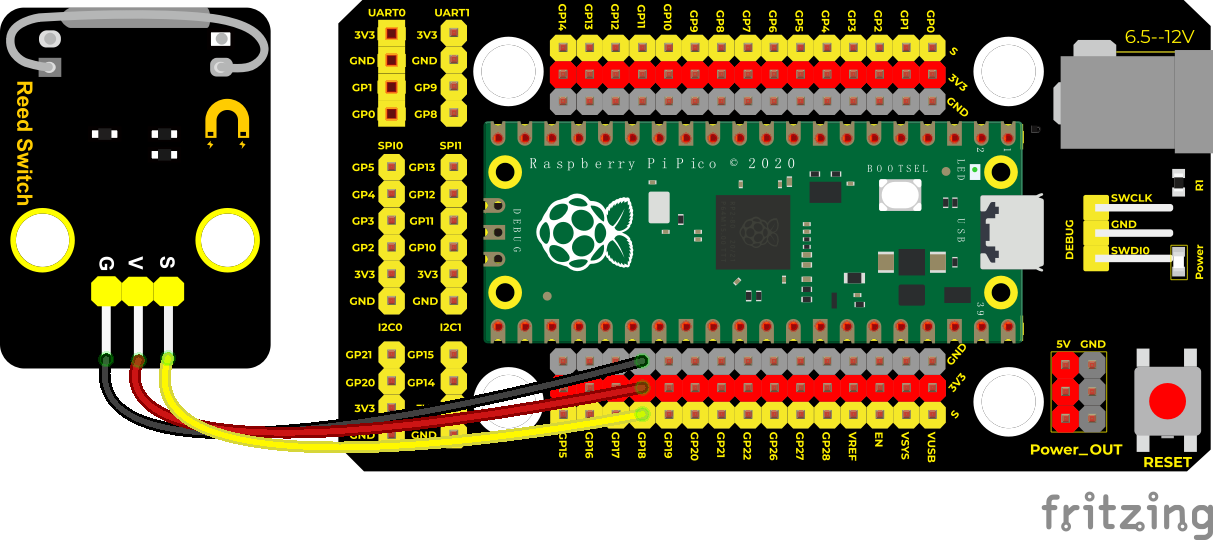 Reed Switch
G V S
UART0 UART1
3V3 3V3
GND GND
GP1 GP9
GP0 GP8
SPI0 SPI1
GP5 GP13
GP4 GP12
GP3 GP11
GP2 GP10
3V3 3V3
GND GND
I2C0 I2C1
GP21 GP15
GP20 GP14
3V3
GND
GP14 GP13 GP12 GP11 GP10 GP9 GP8 GP7 GP6 GP5 GP4 GP3 GP2 GP1 GP0
S
3V3
GND
Raspberry Pi Pico © 2020
BOOTSEL
LED
2 1
DEBUG
USB
39
GND
3V3
S
GP15 GP16 GP17 GP18 GP19 GP20 GP21 GP22 GP26 GP27 GP28 VREF EN VSYS VUSB
6.5--12V
R1
DEBUG
SWCLK
GND
SWDI0
Power
5V GND
Power_OUT
RESET
fritzing